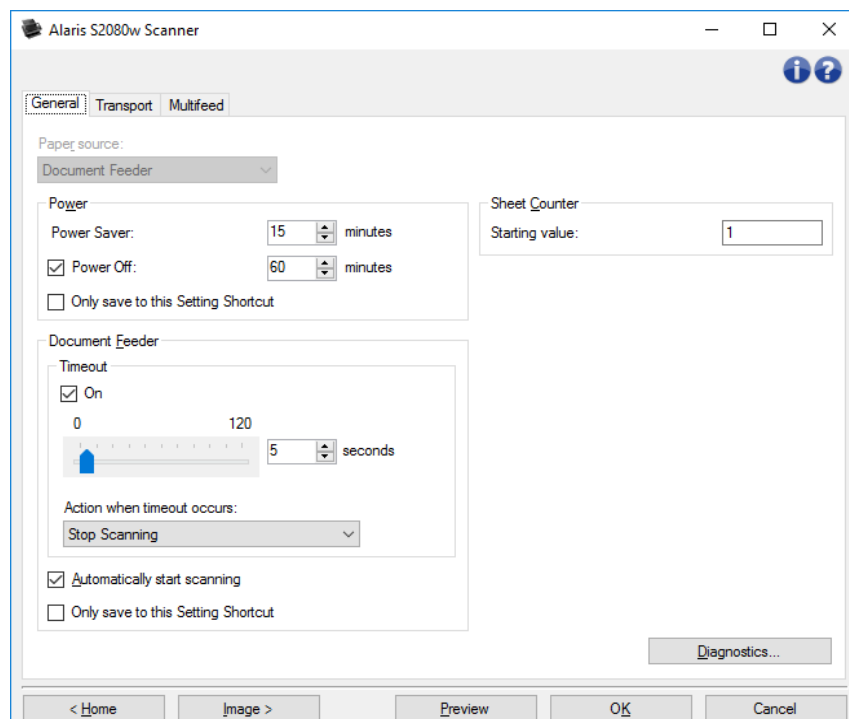 Alaris S2080w Scanner
General Transport Multifeed
Paper source:
Document Feeder
Power
Power Saver: 15 minutes
Power Off: 60 minutes
Only save to this Setting Shortcut
Sheet Counter
Starting value: 1
Document Feeder
Timeout
On
0 120
5 seconds
Action when timeout occurs:
Stop Scanning
Automatically start scanning
Only save to this Setting Shortcut
Diagnostics...
< Home Image > Preview OK Cancel